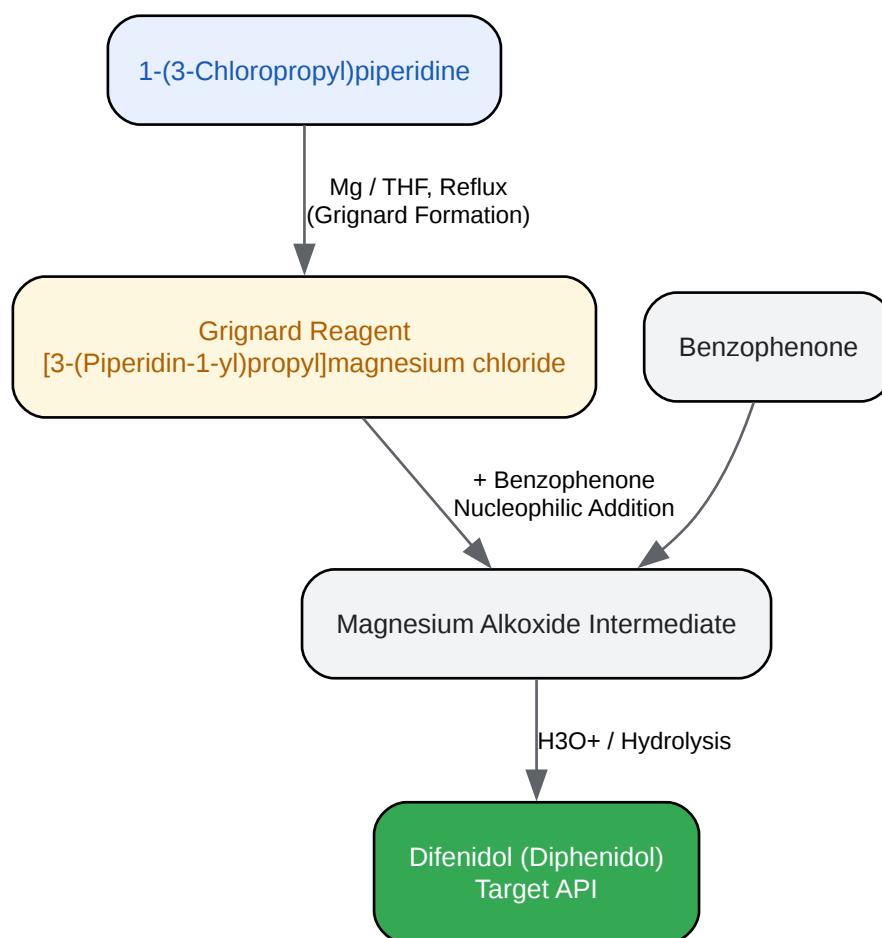 1-(3-Chloropropyl)piperidine
Mg / THF, Reflux
(Grignard Formation)
Grignard Reagent
[3-(Piperidin-1-yl)propyl]magnesium chloride
Benzophenone
+ Benzophenone
Nucleophilic Addition
Magnesium Alkoxide Intermediate
H3O+ / Hydrolysis
Difenidol (Diphenidol)
Target API